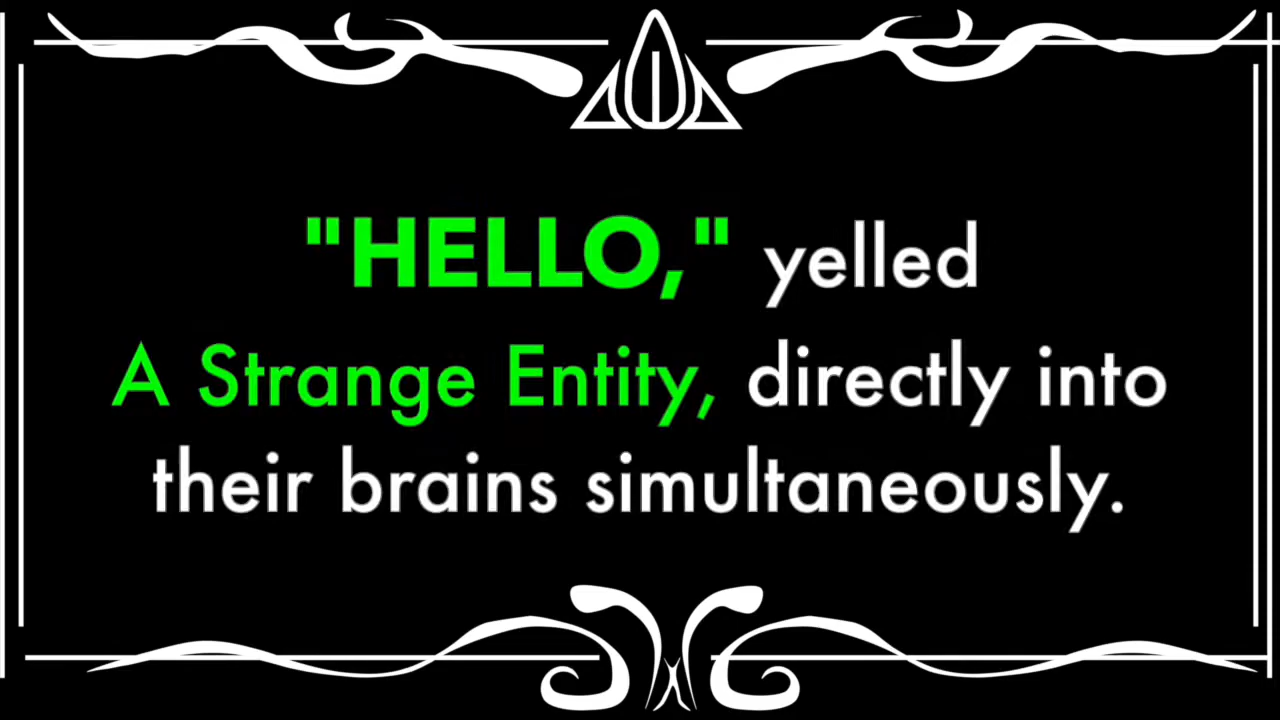 "HELLO," yelled
A Strange Entity, directly into
their brains simultaneously.